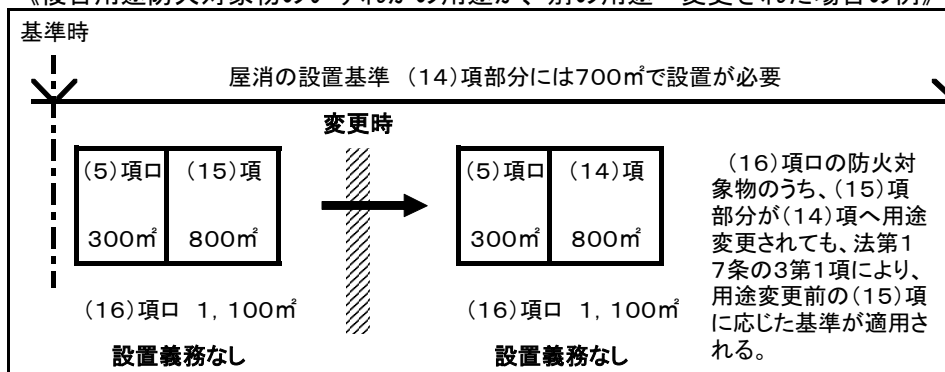 《複合用途防火対象物のいずれかの用途が、別の用途へ変更された場合の例》
基準時
屋消の設置基準 (14)項部分には700㎡で設置が必要
変更時
(5)項ロ (15)項
300㎡ 800㎡
(16)項ロ 1,100㎡
設置義務なし
(5)項ロ (14)項
300㎡ 800㎡
(16)項ロ 1,100㎡
設置義務なし
(16)項ロの防火対
象物のうち、(15)項
部分が(14)項へ用途
変更されても、法第1
7条の3第1項により、
用途変更前の(15)項
に応じた基準が適用さ
れる。